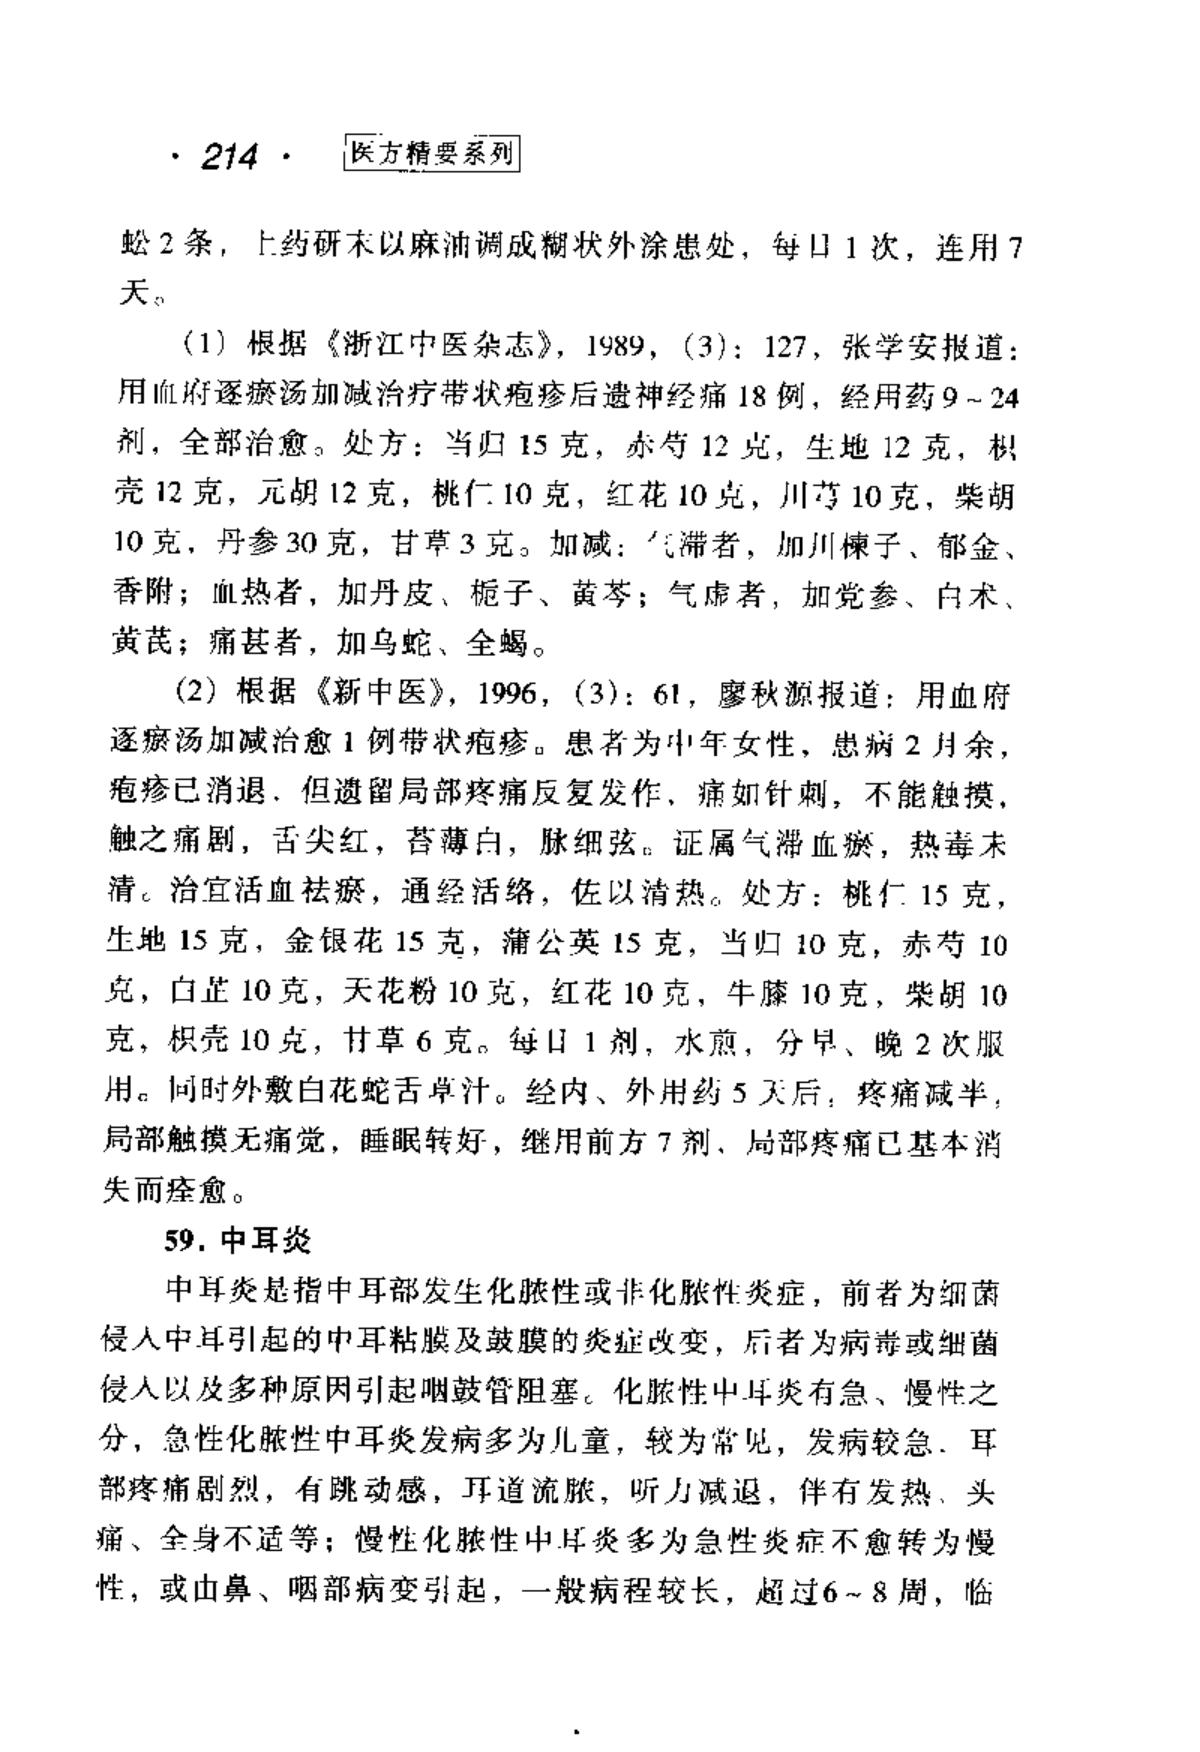 · 214 · 医方精要系列
蚣 2 条，上药研末以麻油调成糊状外涂患处，每日 1 次，连用 7
天。
(1) 根据《浙江中医杂志》，1989，(3)：127，张学安报道：
用血府逐瘀汤加减治疗带状疱疹后遗神经痛 18 例，经用药 9～24
剂，全部治愈。处方：当归 15 克，赤芍 12 克，生地 12 克，枳
壳 12 克，元胡 12 克，桃仁 10 克，红花 10 克，川芎 10 克，柴胡
10 克，丹参 30 克，甘草 3 克。加减：气滞者，加川楝子、郁金、
香附；血热者，加丹皮、栀子、黄芩；气虚者，加党参、白术、
黄芪；痛甚者，加乌蛇、全蝎。
(2) 根据《新中医》，1996，(3)：61，廖秋源报道：用血府
逐瘀汤加减治愈 1 例带状疱疹。患者为中年女性，患病 2 月余，
疱疹已消退，但遗留局部疼痛反复发作，痛如针刺，不能触摸，
触之痛剧，舌尖红，苔薄白，脉细弦。证属气滞血瘀，热毒未
清。治宜活血祛瘀，通经活络，佐以清热。处方：桃仁 15 克，
生地 15 克，金银花 15 克，蒲公英 15 克，当归 10 克，赤芍 10
克，白芷 10 克，天花粉 10 克，红花 10 克，牛膝 10 克，柴胡 10
克，枳壳 10 克，甘草 6 克。每日 1 剂，水煎，分早、晚 2 次服
用。同时外敷白花蛇舌草汁。经内、外用药 5 天后，疼痛减半，
局部触摸无痛觉，睡眠转好，继用前方 7 剂，局部疼痛已基本消
失而痊愈。
59. 中耳炎
中耳炎是指中耳部发生化脓性或非化脓性炎症，前者为细菌
侵入中耳引起的中耳粘膜及鼓膜的炎症改变，后者为病毒或细菌
侵入以及多种原因引起咽鼓管阻塞。化脓性中耳炎有急、慢性之
分，急性化脓性中耳炎发病多为儿童，较为常见，发病较急，耳
部疼痛剧烈，有跳动感，耳道流脓，听力减退，伴有发热、头
痛、全身不适等；慢性化脓性中耳炎多为急性炎症不愈转为慢
性，或由鼻、咽部病变引起，一般病程较长，超过 6～8 周，临